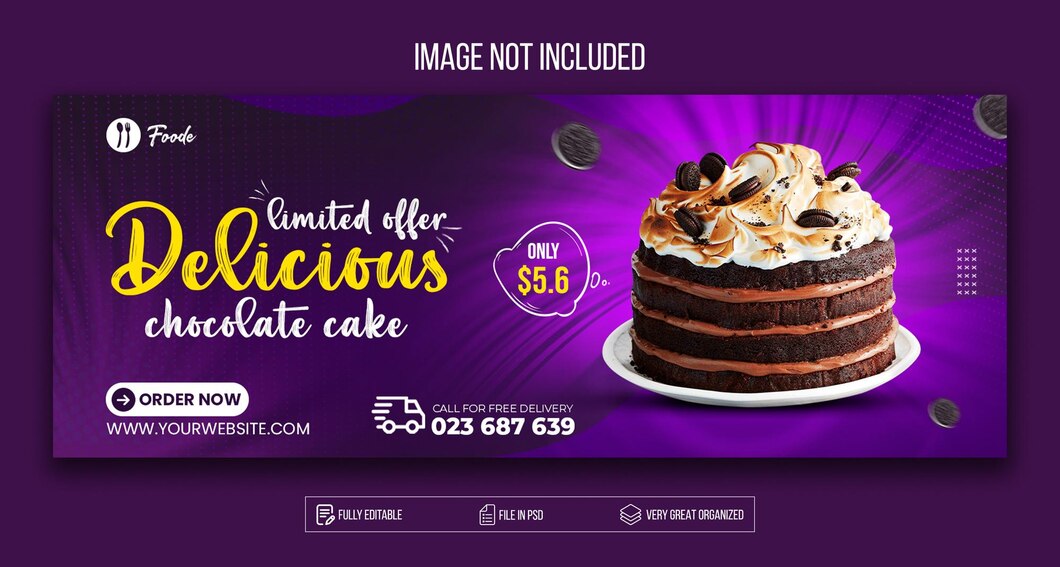 IMAGE NOT INCLUDED
Foode
limited offer
Delicious
chocolate cake
ONLY
$5.6
ORDER NOW
WWW.YOURWEBSITE.COM
CALL FOR FREE DELIVERY
023 687 639
FULLY EDITABLE
FILE IN PSD
VERY GREAT ORGANIZED